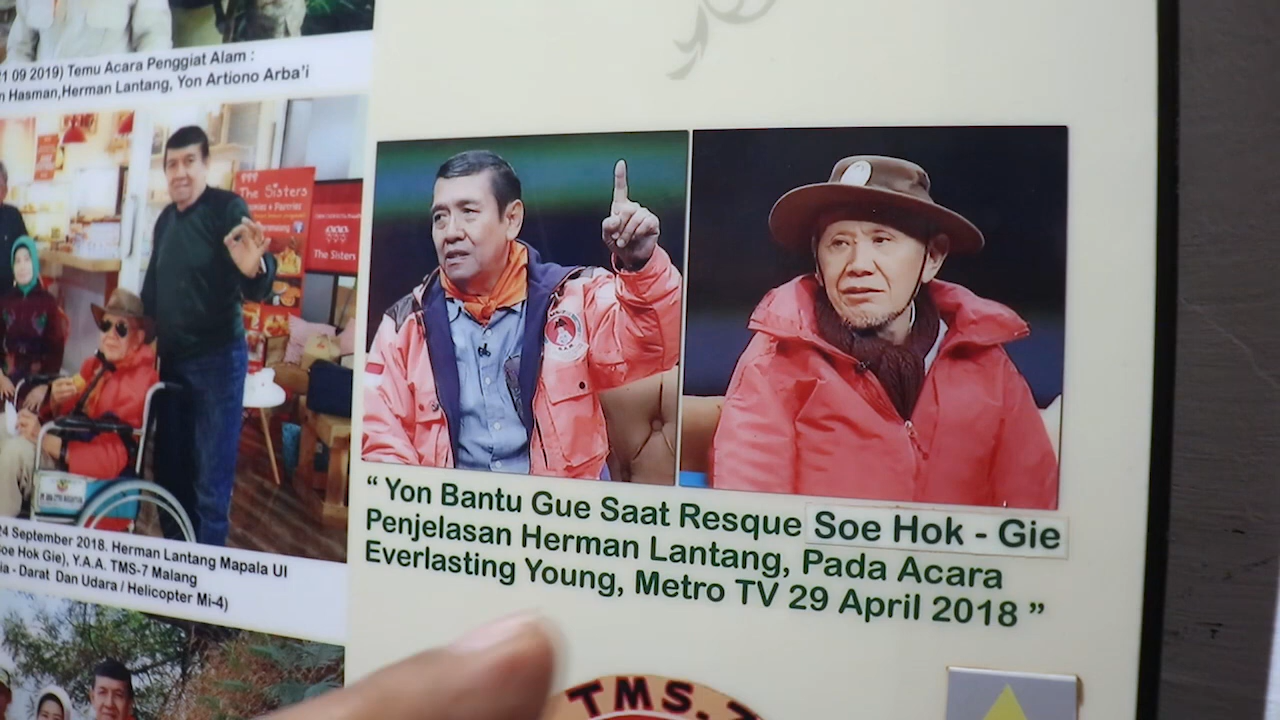 21 09 2019) Temu Acara Penggiat Alam :
Hasman,Herman Lantang, Yon Artiono Arba'i
The Sisters
The Sisters
24 September 2018. Herman Lantang Mapala UI
Hok Gie), Y.A.A. TMS-7 Malang
- Darat Dan Udara / Helicopter Mi-4)
“ Yon Bantu Gue Saat Resque Soe Hok - Gie
Penjelasan Herman Lantang, Pada Acara
Everlasting Young, Metro TV 29 April 2018 ”
TMS.7